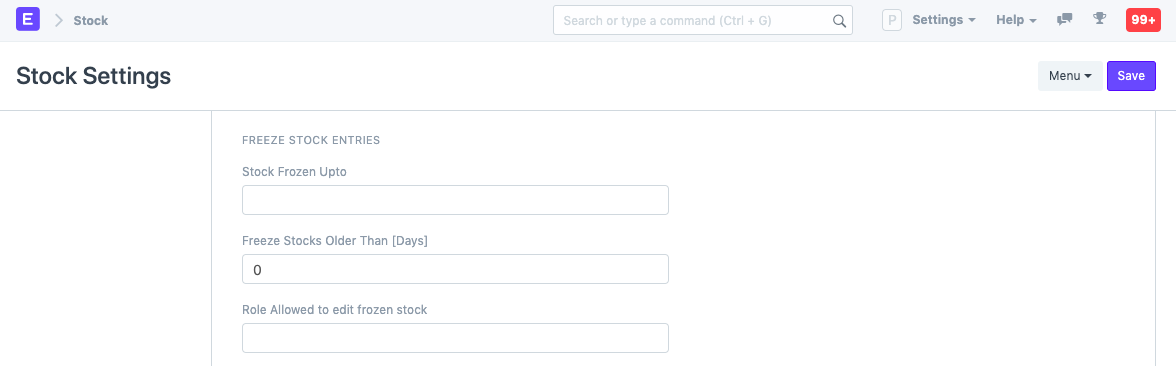 E Stock Search or type a command (Ctrl + G) P Settings Help 99+
Stock Settings Menu Save
FREEZE STOCK ENTRIES
Stock Frozen Upto
Freeze Stocks Older Than [Days]
0
Role Allowed to edit frozen stock